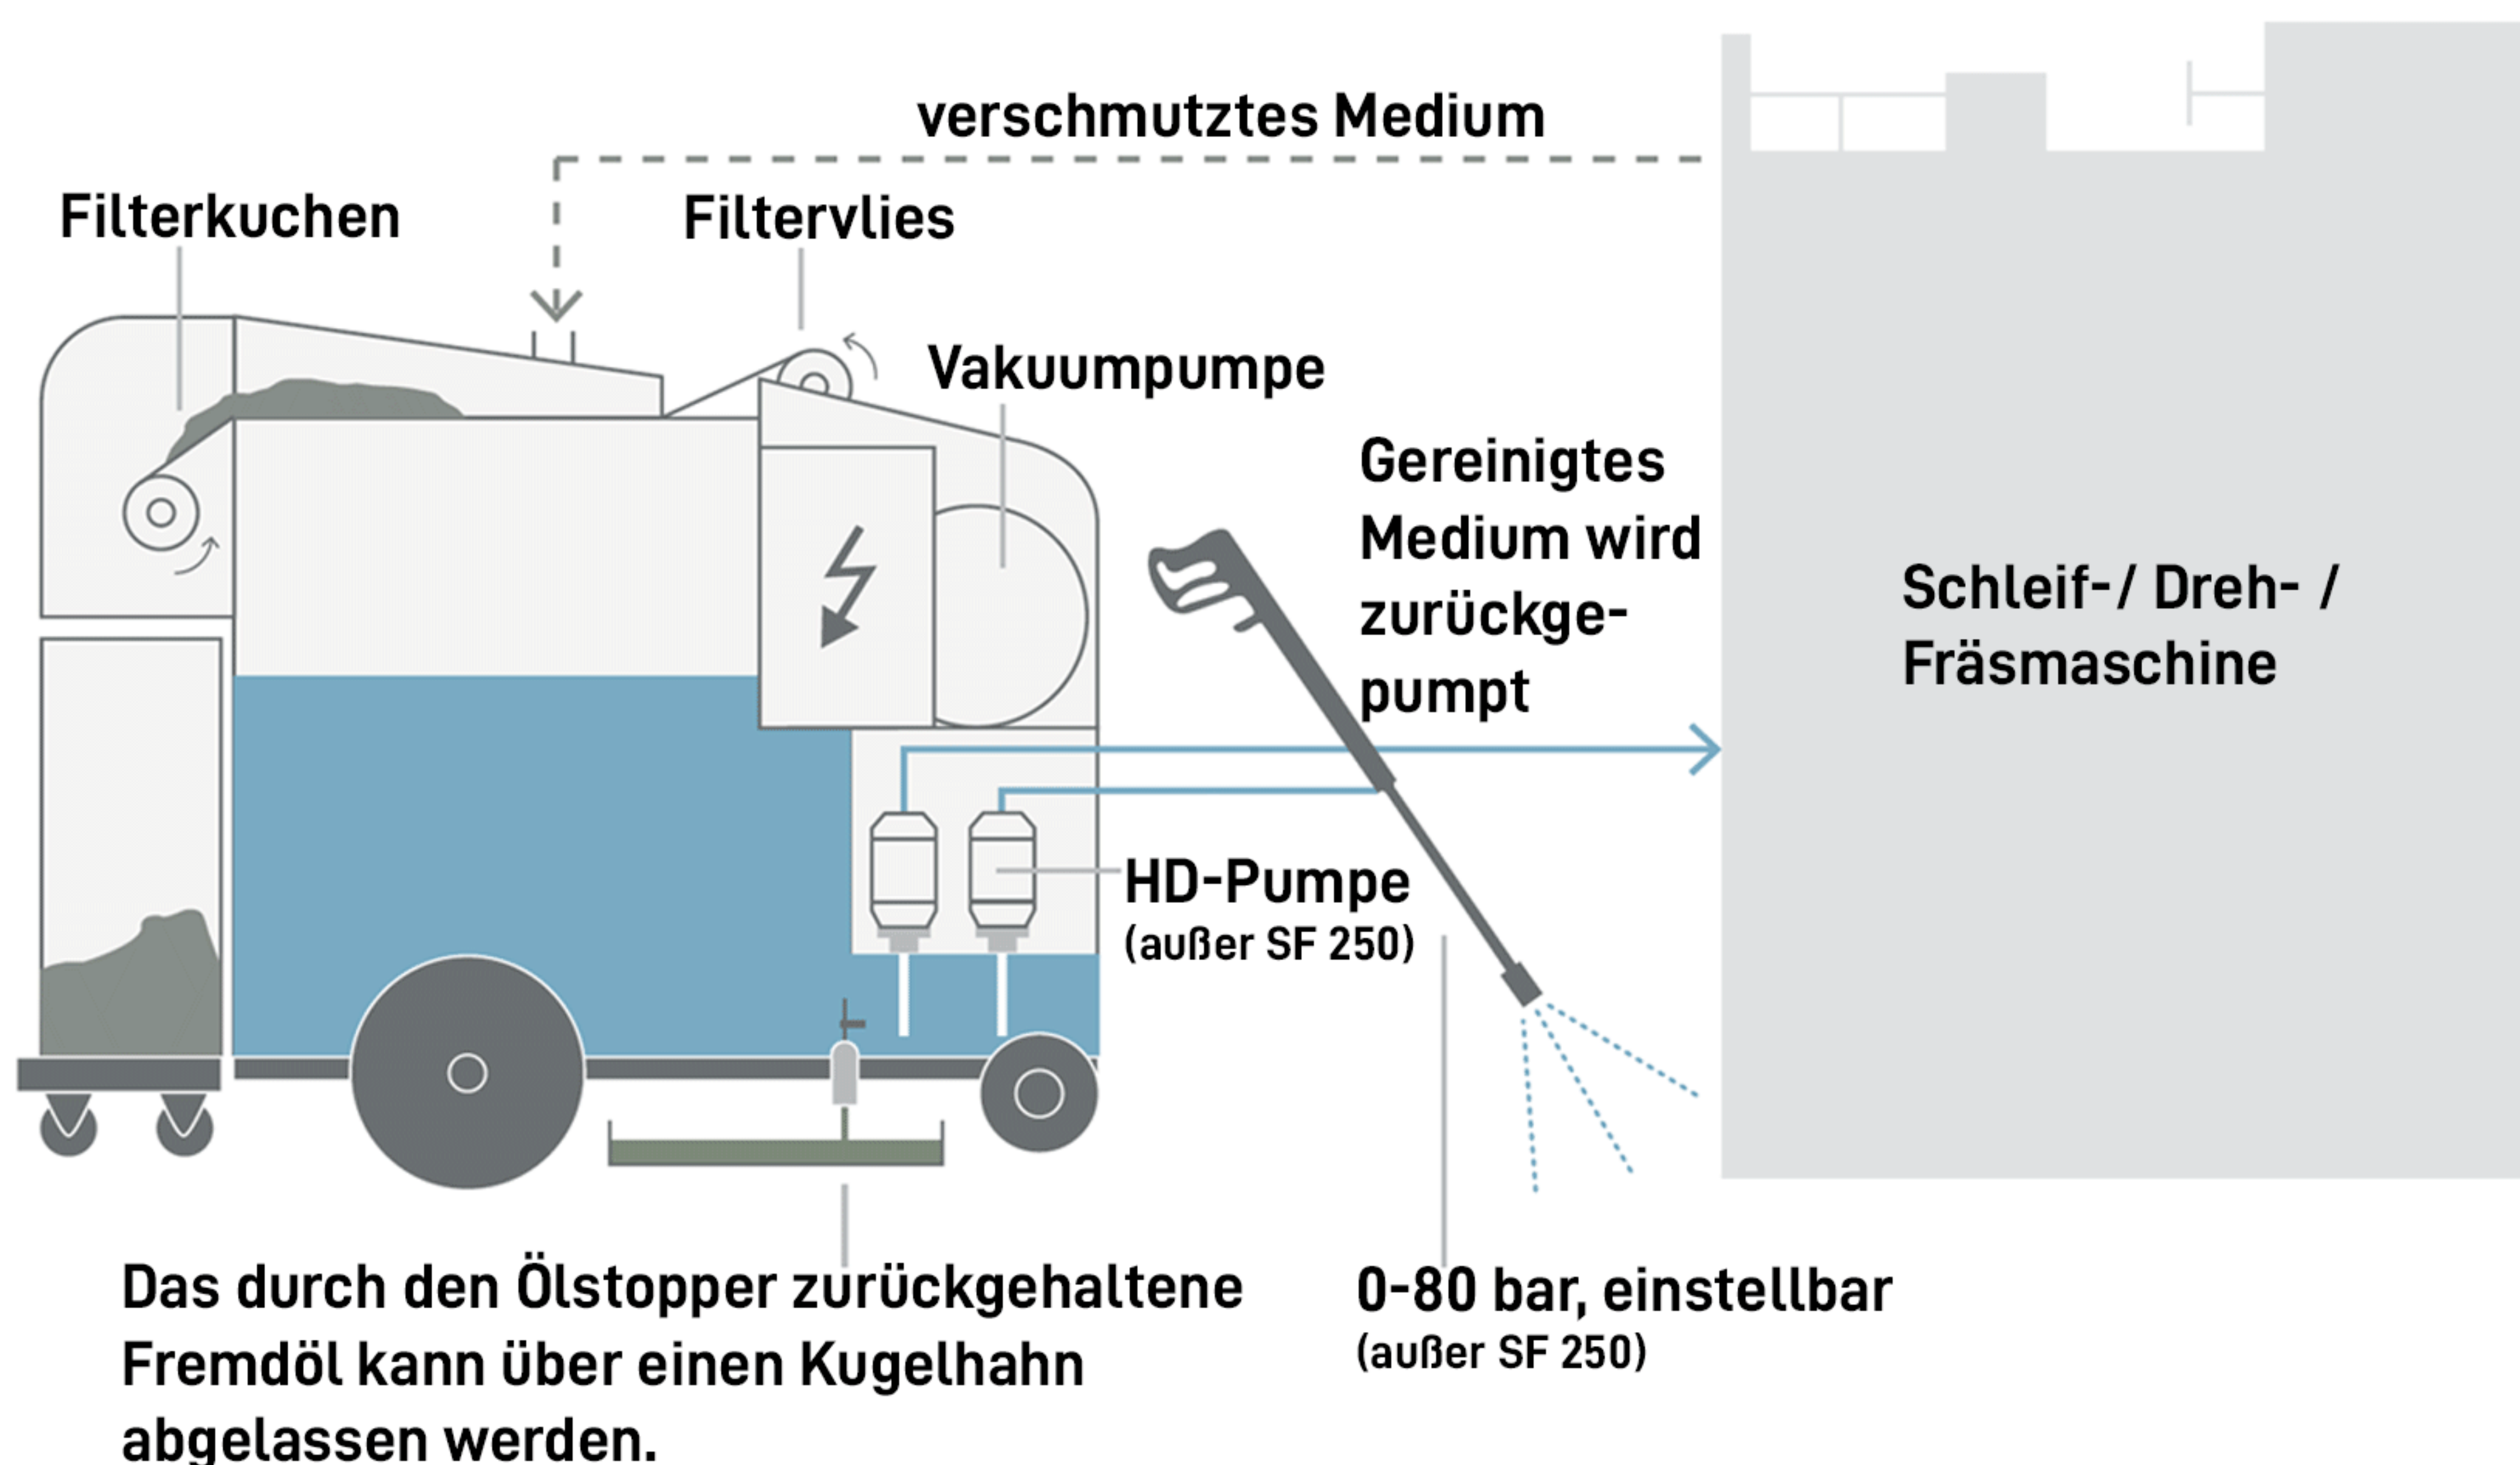 verschmutztes Medium
Filterkuchen
Filtervlies
Vakuumpumpe
Gereinigtes
Medium wird
zurückge-
pumpt
Schleif-/ Dreh- /
Fräsmaschine
HD-Pumpe
(außer SF 250)
Das durch den Ölstopper zurückgehaltene
Fremdöl kann über einen Kugelhahn
abgelassen werden.
0-80 bar, einstellbar
(außer SF 250)